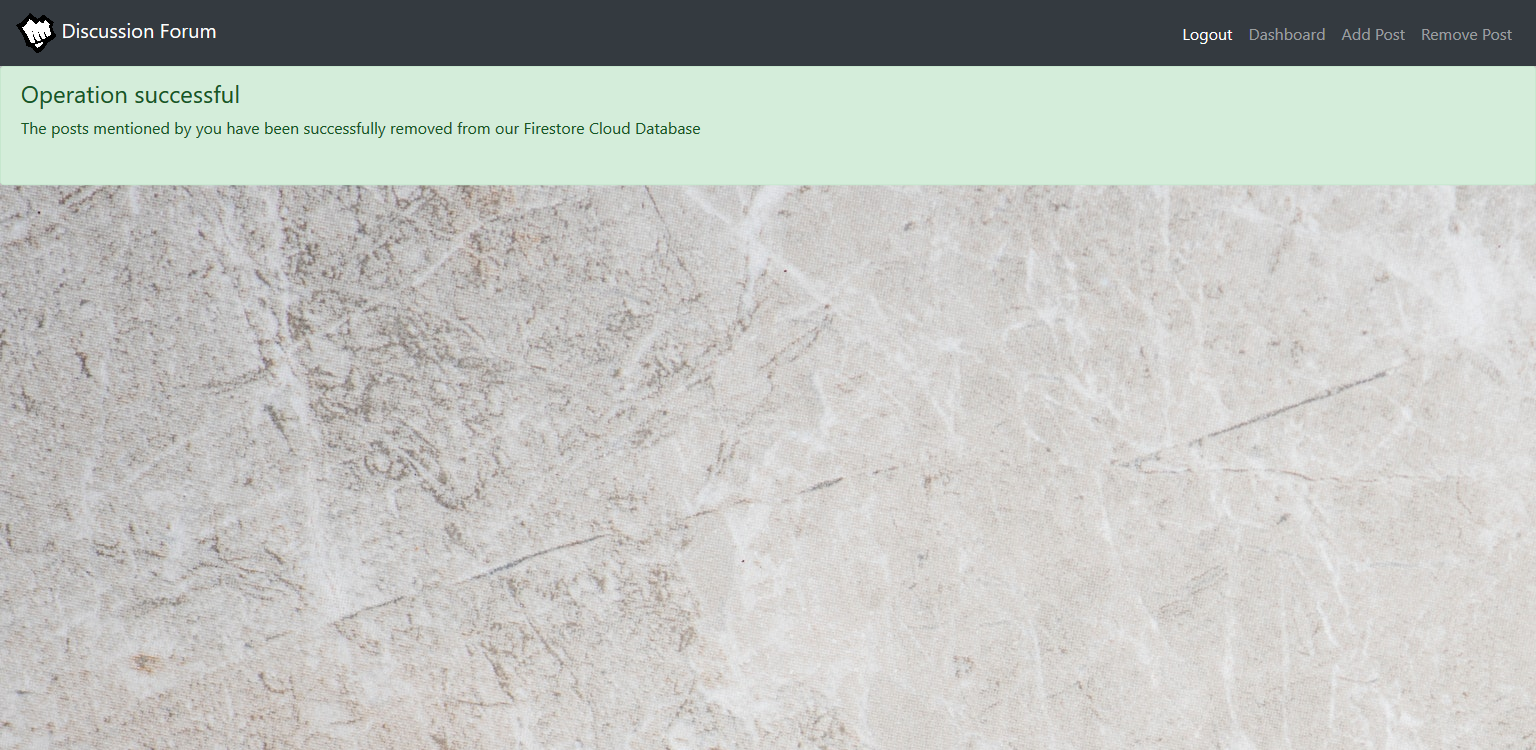 Discussion Forum
Logout Dashboard Add Post Remove Post
Operation successful
The posts mentioned by you have been successfully removed from our Firestore Cloud Database